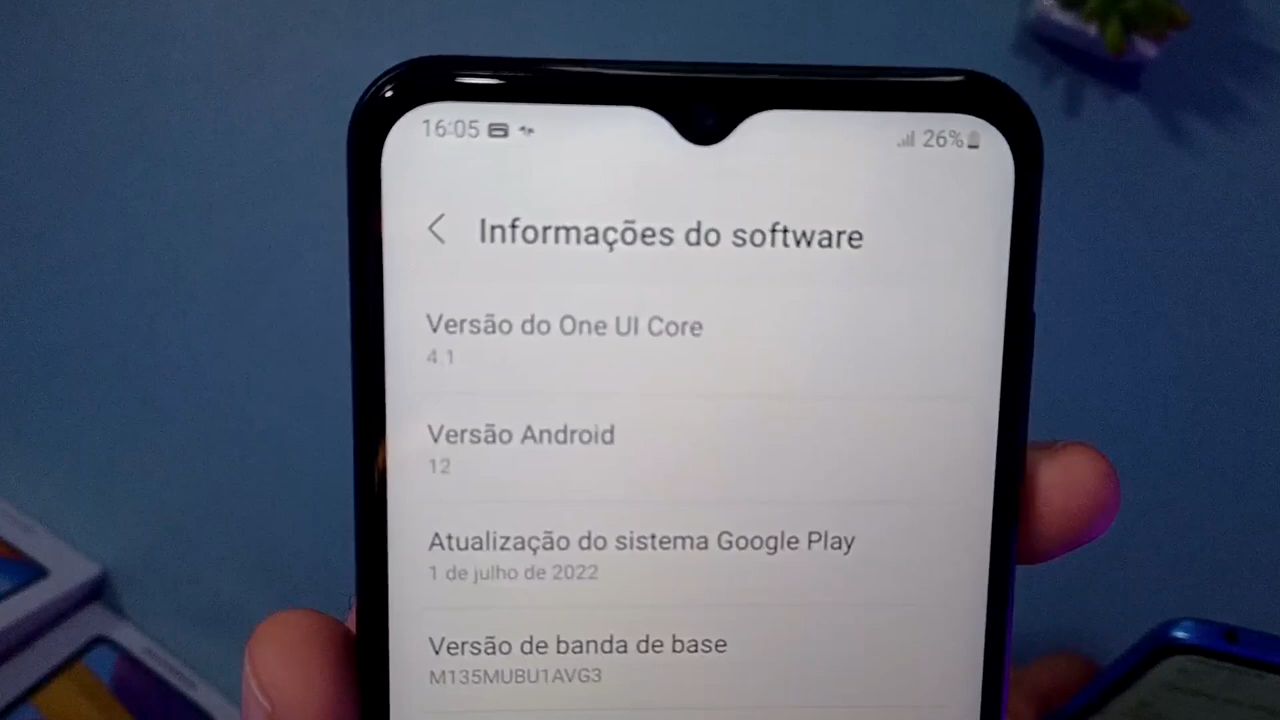 16:05
26%
Informações do software
Versão do One UI Core
4.1
Versão Android
12
Atualização do sistema Google Play
1 de julho de 2022
Versão de banda de base
M135MUBU1AVG3